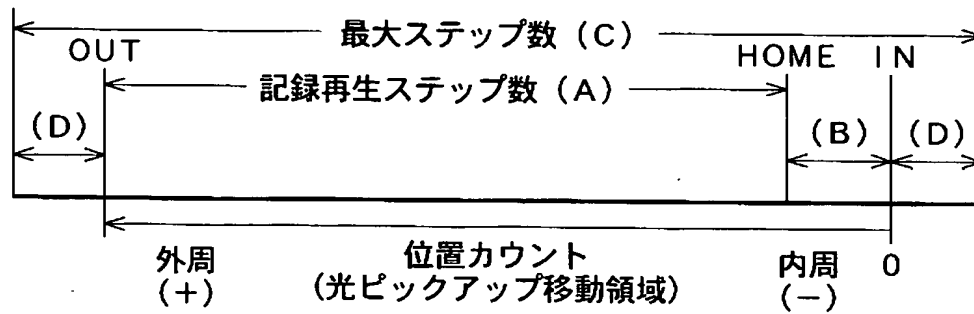 最大ステップ数(C)
OUT
HOME
IN
記録再生ステップ数(A)
(D)
(B)
(D)
外周
(+)
位置カウント
(光ピックアップ移動領域)
内周
(-)
0